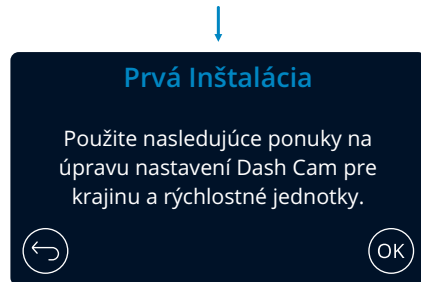 Prvá Inštalácia
Použite nasledujúce ponuky na
úpravu nastavení Dash Cam pre
krajinu a rýchlostné jednotky.
OK